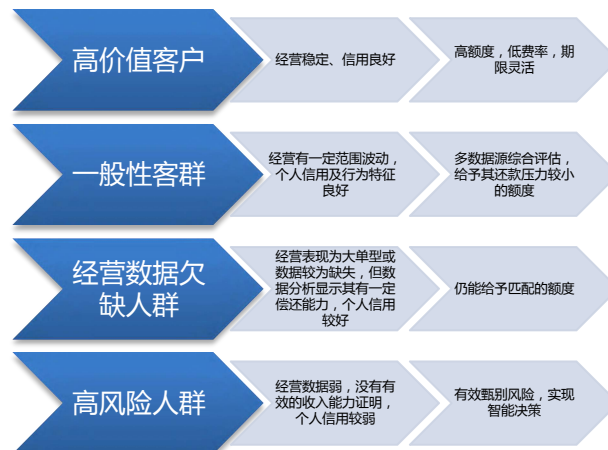 高价值客户
经营稳定、信用良好
高额度，低费率，期
限灵活
一般性客群
经营有一定范围波动，
个人信用及行为特征
良好
多数据源综合评估，
给予其还款压力较小
的额度
经营数据欠
缺人群
经营表现为大单型或
数据较为缺失，但数
据分析显示其有一定
偿还能力，个人信用
较好
仍能给予匹配的额度
高风险人群
经营数据弱，没有有
效的收入能力证明，
个人信用较弱
有效甄别风险，实现
智能决策